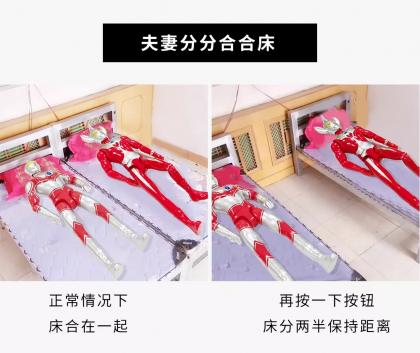 夫妻分分合合床
正常情况下
床合在一起
再按一下按钮
床分两半保持距离